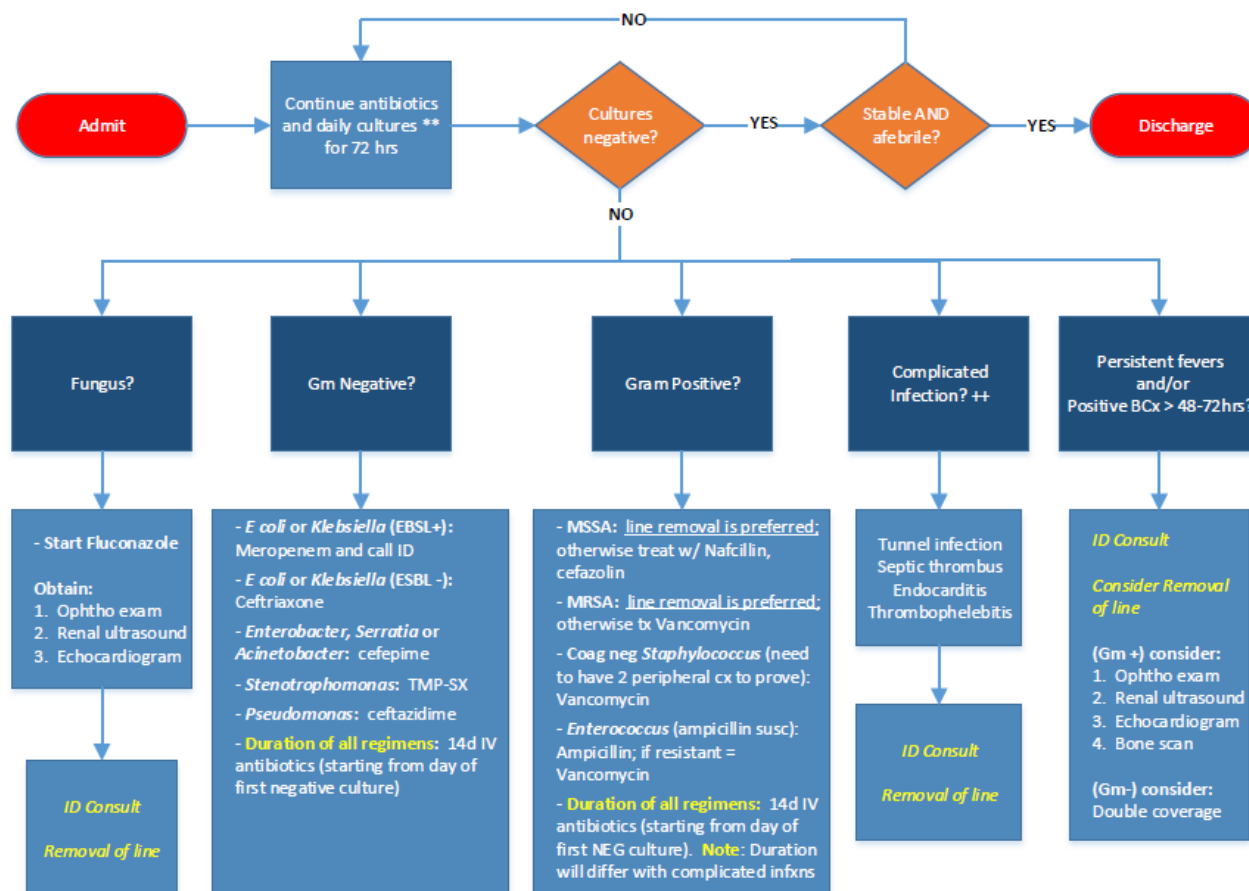 NO
Admit
Continue antibiotics
and daily cultures **
for 72 hrs
Cultures
negative?
YES
Stable AND
afebrile?
YES
Discharge
NO
Fungus?
Gm Negative?
Gram Positive?
Complicated
Infection? ++
Persistent fevers
and/or
Positive BCx > 48-72hrs?
- Start Fluconazole
Obtain:
1. Ophtho exam
2. Renal ultrasound
3. Echocardiogram
ID Consult
Removal of line
- E coli or Klebsiella (EBSL+):
Meropenem and call ID
- E coli or Klebsiella (ESBL -):
Ceftriaxone
- Enterobacter, Serratia or
Acinetobacter: cefepime
- Stenotrophomonas: TMP-SX
- Pseudomonas: ceftazidime
- Duration of all regimens: 14d IV
antibiotics (starting from day of
first negative culture)
- MSSA: line removal is preferred;
otherwise treat w/ Nafcillin,
cefazolin
- MRSA: line removal is preferred;
otherwise tx Vancomycin
- Coag neg Staphylococcus (need
to have 2 peripheral cx to prove):
Vancomycin
- Enterococcus (ampicillin susc):
Ampicillin; if resistant =
Vancomycin
- Duration of all regimens: 14d IV
antibiotics (starting from day of
first NEG culture). Note: Duration
will differ with complicated infxns
Tunnel infection
Septic thrombus
Endocarditis
Thrombophelebitis
ID Consult
Removal of line
ID Consult
Consider Removal
of line
(Gm +) consider:
1. Ophtho exam
2. Renal ultrasound
3. Echocardiogram
4. Bone scan
(Gm-) consider:
Double coverage